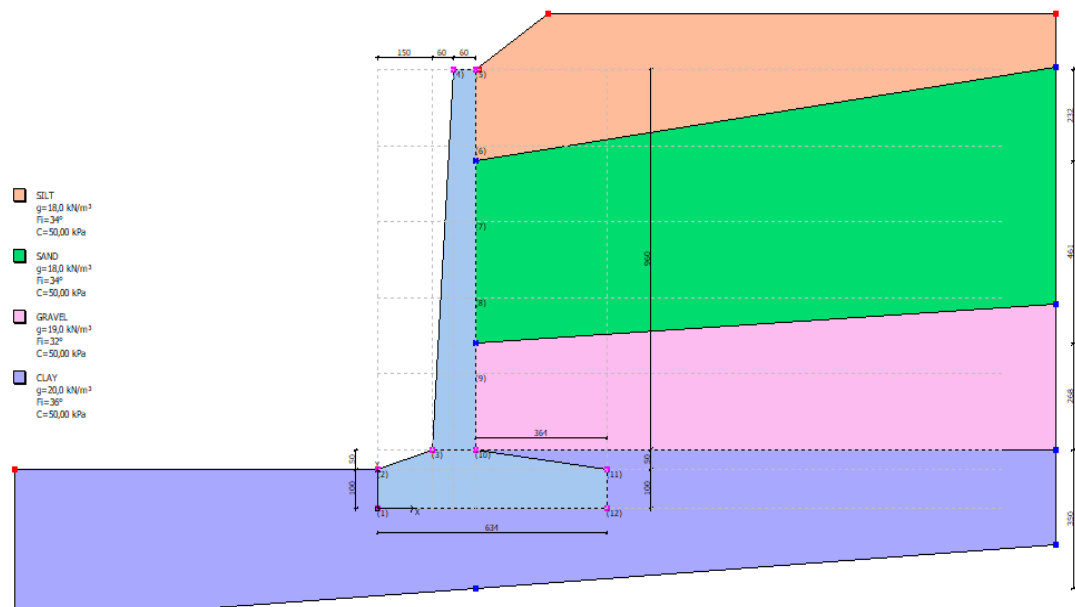 150
60
60
(4)
(5)
232
(6)
SILT
g=18,0 kN/m³
Fi=34°
C=50,00 kPa
(7)
461
960
SAND
g=18,0 kN/m³
Fi=34°
C=50,00 kPa
(8)
GRAVEL
g=19,0 kN/m³
Fi=32°
C=50,00 kPa
(9)
268
CLAY
g=20,0 kN/m³
Fi=36°
C=50,00 kPa
364
50
(3)
(10)
50
(2)
(11)
100
100
350
(1)
X
(12)
634